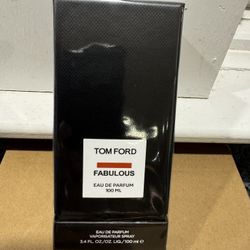 TOM FORD
FABULOUS
EAU DE PARFUM
100 ML
EAU DE PARFUM
VAPORISATEUR SPRAY
3.4 FL. OZ./OZ. LIQ./100 ml ℮